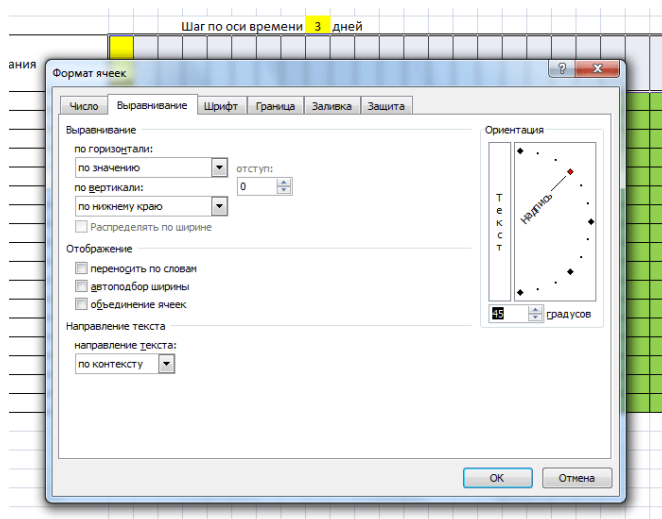 Шаг по оси времени 3 дней
ания
Формат ячеек
Число Выравнивание Шрифт Граница Заливка Защита
Выравнивание
по горизонтали:
по значению
отступ:
по вертикали:
0
по нижнему краю
Распределять по ширине
Отображение
переносить по словам
автоподбор ширины
объединение ячеек
Направление текста
направление текста:
по контексту
Ориентация
Текст
Надпись
45 градусов
ОК Отмена